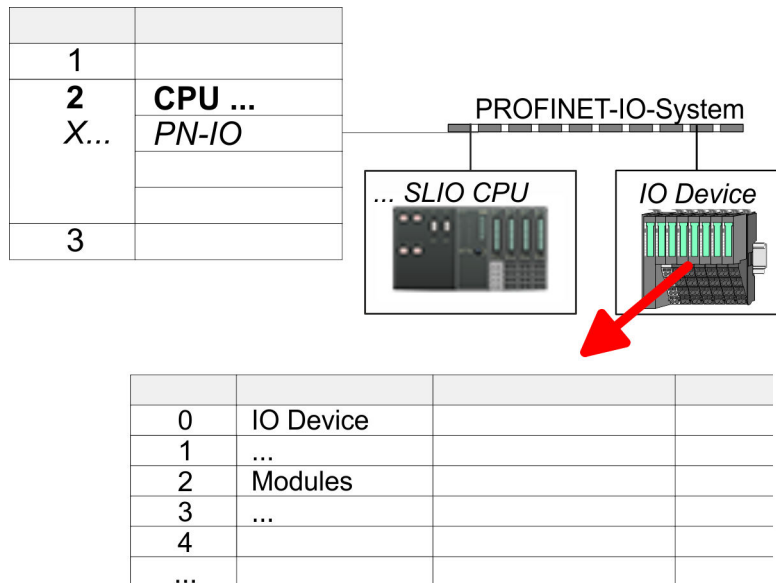 1
2 CPU ...
X... PN-IO
3
PROFINET-IO-System
... SLIO CPU
IO Device
0 IO Device
1 ...
2 Modules
3 ...
4
...